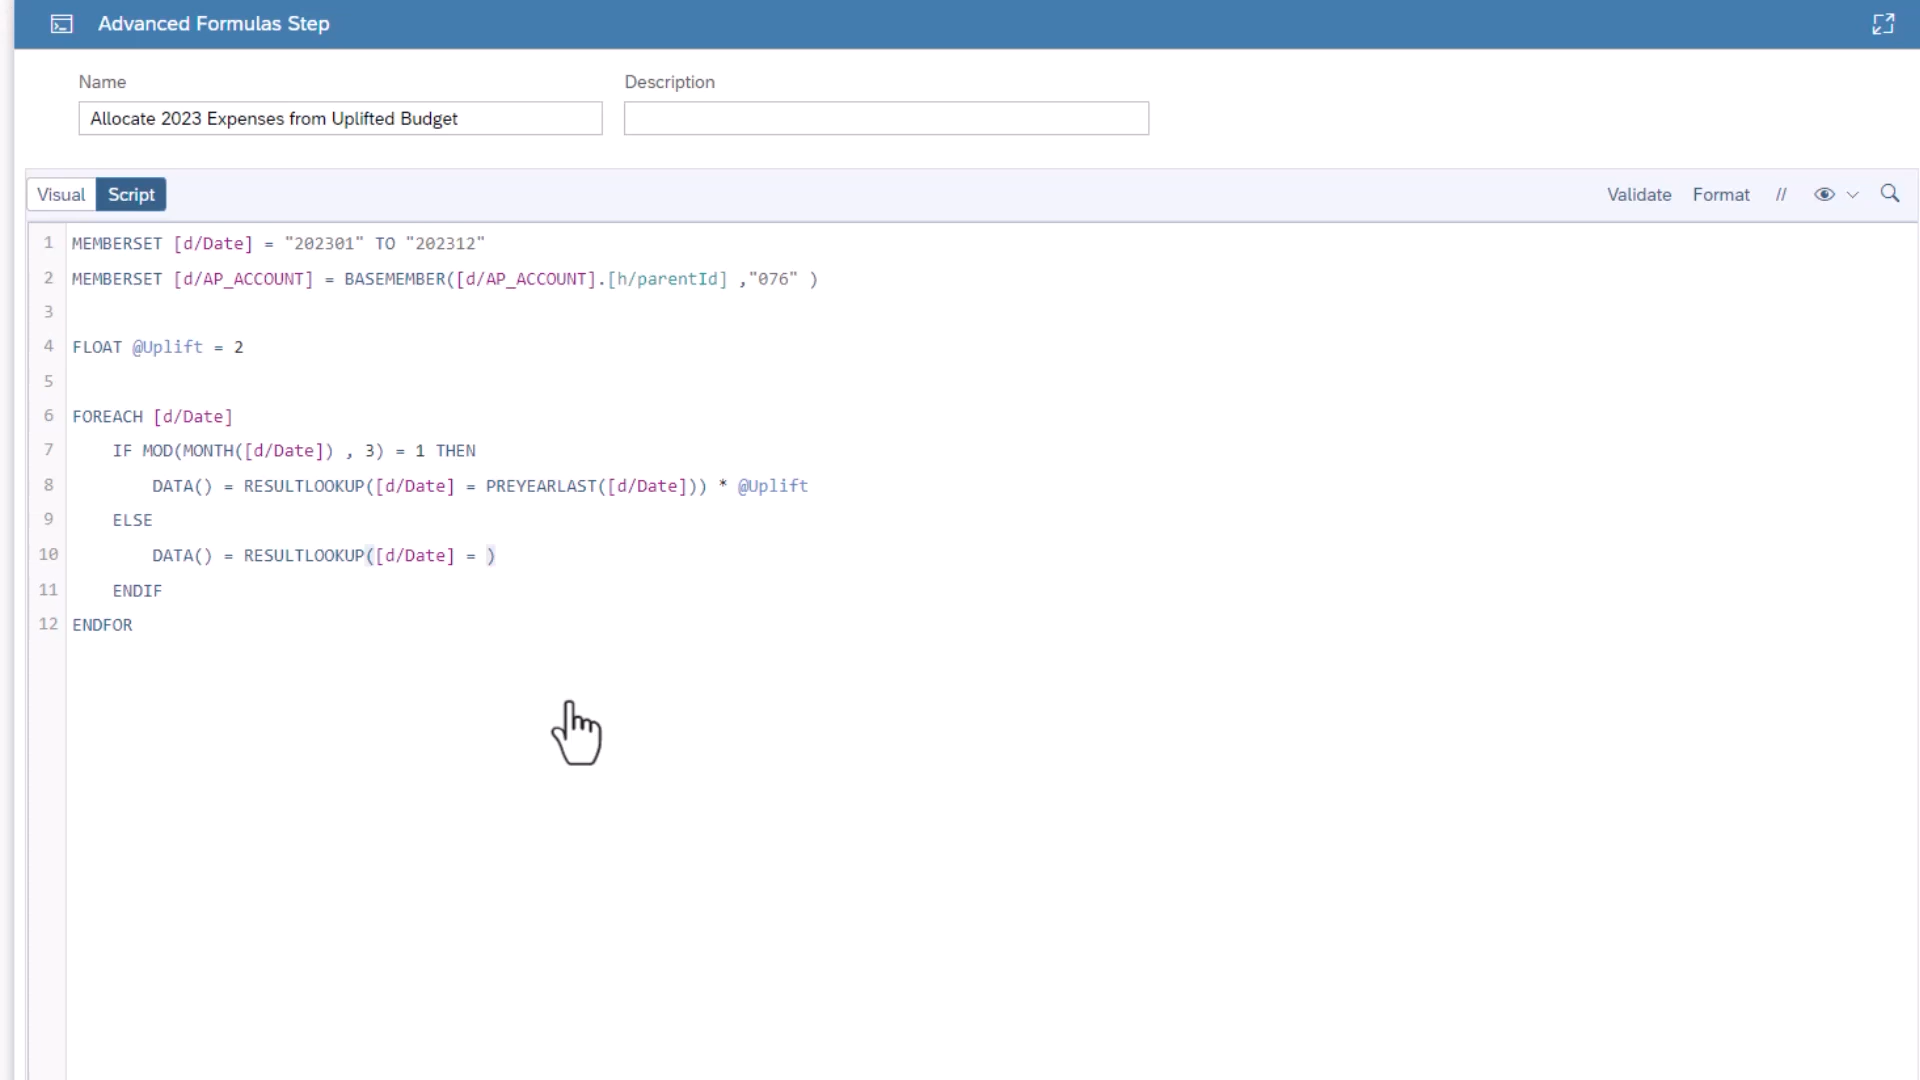 Advanced Formulas Step
Name
Description
Allocate 2023 Expenses from Uplifted Budget
Visual
Script
Validate
Format
//
1 MEMBERSET [d/Date] = "202301" TO "202312"
2 MEMBERSET [d/AP_ACCOUNT] = BASEMEMBER([d/AP_ACCOUNT].[h/parentId] ,"076" )
3
4 FLOAT @Uplift = 2
5
6 FOREACH [d/Date]
7 IF MOD(MONTH([d/Date]) , 3) = 1 THEN
8 DATA() = RESULTLOOKUP([d/Date] = PREYEARLAST([d/Date])) * @Uplift
9 ELSE
10 DATA() = RESULTLOOKUP([d/Date] = )
11 ENDIF
12 ENDFOR